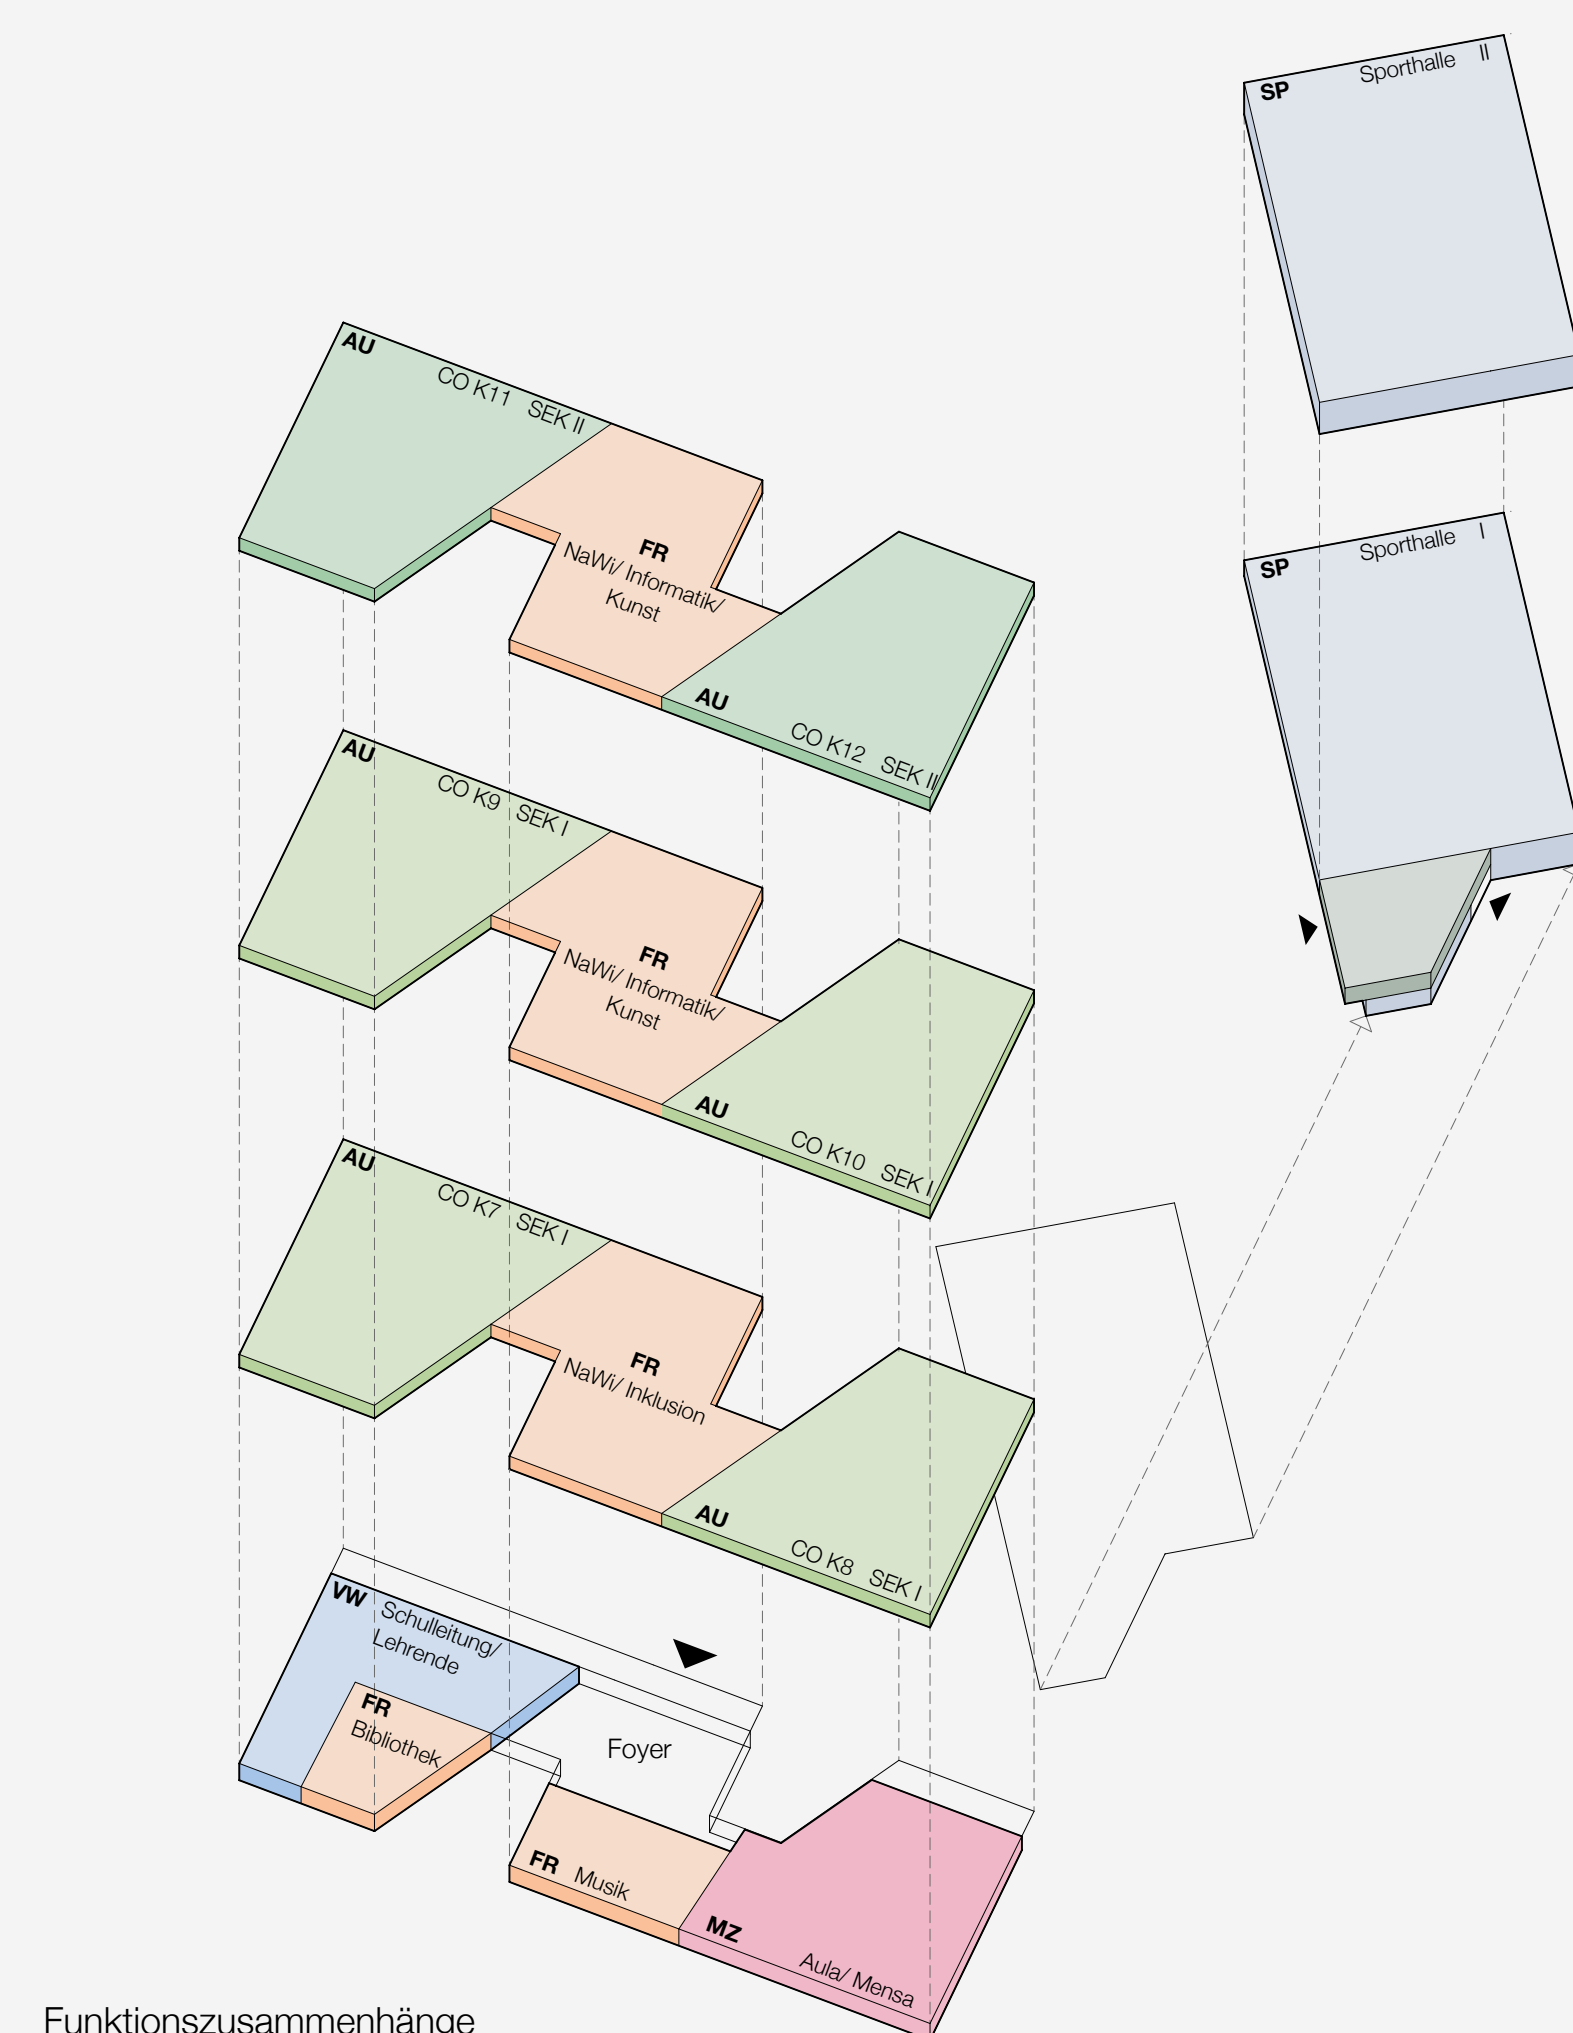 SP Sporthalle II
AU
CO K11 SEK II
FR
NaWi/ Informatik/
Kunst
AU
CO K12 SEK II
SP Sporthalle I
AU
CO K9 SEK I
FR
NaWi/ Informatik/
Kunst
AU
CO K10 SEK I
AU
CO K7 SEK I
FR
NaWi/ Inklusion
AU
CO K8 SEK I
VW Schulleitung/
Lehrende
FR
Bibliothek
Foyer
FR Musik
MZ
Aula/ Mensa
Funktionszusammenhänge